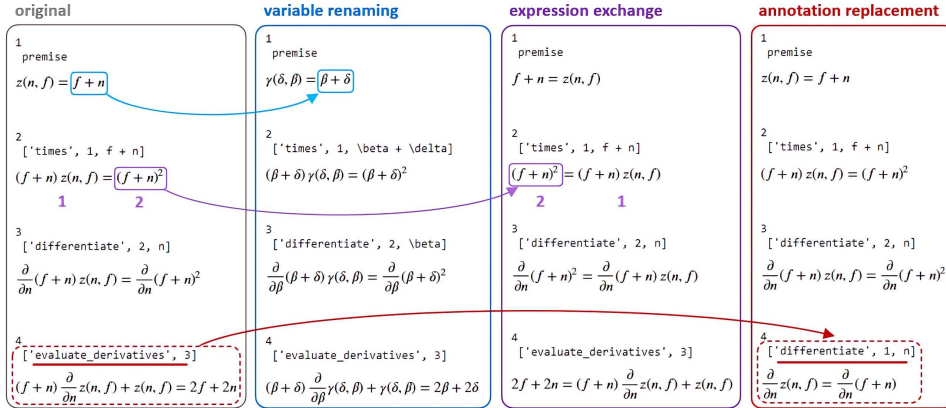 original
1
premise
z(n, f) = f + n
2
['times', 1, f + n]
(f + n) z(n, f) = (f + n)²
1 2
3
['differentiate', 2, n]
∂/∂n (f + n) z(n, f) = ∂/∂n (f + n)²
4
['evaluate_derivatives', 3]
(f + n) ∂/∂n z(n, f) + z(n, f) = 2f + 2n
variable renaming
1
premise
γ(δ, β) = β + δ
2
['times', 1, \beta + \delta]
(β + δ) γ(δ, β) = (β + δ)²
3
['differentiate', 2, \beta]
∂/∂β (β + δ) γ(δ, β) = ∂/∂β (β + δ)²
4
['evaluate_derivatives', 3]
(β + δ) ∂/∂β γ(δ, β) + γ(δ, β) = 2β + 2δ
expression exchange
1
premise
f + n = z(n, f)
2
['times', 1, f + n]
(f + n)² = (f + n) z(n, f)
2 1
3
['differentiate', 2, n]
∂/∂n (f + n)² = ∂/∂n (f + n) z(n, f)
4
['evaluate_derivatives', 3]
2f + 2n = (f + n) ∂/∂n z(n, f) + z(n, f)
annotation replacement
1
premise
z(n, f) = f + n
2
['times', 1, f + n]
(f + n) z(n, f) = (f + n)²
3
['differentiate', 2, n]
∂/∂n (f + n) z(n, f) = ∂/∂n (f + n)²
4
['differentiate', 1, n]
∂/∂n z(n, f) = ∂/∂n (f + n)